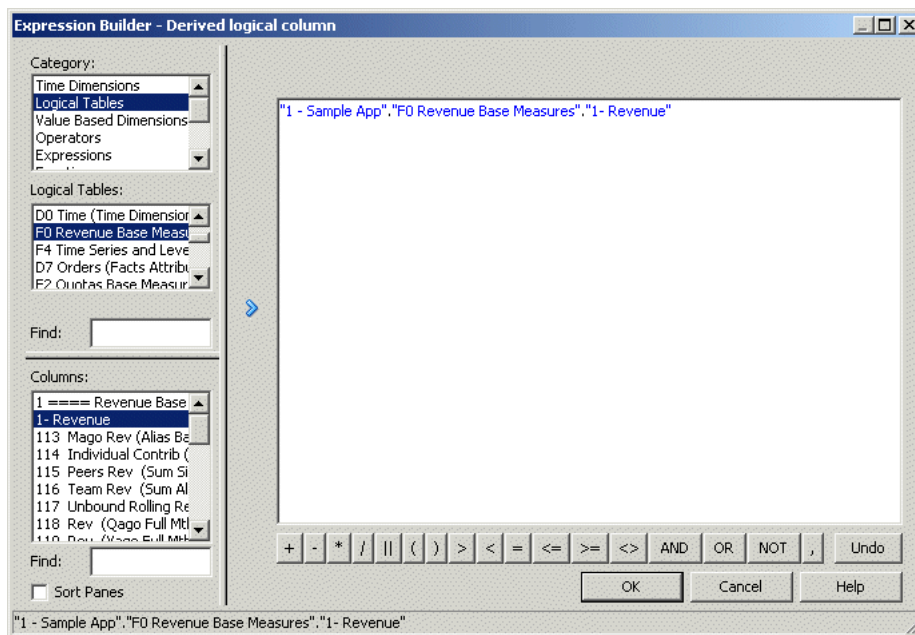 Expression Builder - Derived logical column
Category:
Time Dimensions
Logical Tables
Value Based Dimensions
Operators
Expressions
Logical Tables:
D0 Time (Time Dimension
F0 Revenue Base Measu
F4 Time Series and Leve
D7 Orders (Facts Attribu
F2 Quotas Base Measur
Find:
Columns:
1 ==== Revenue Base
1- Revenue
113 Mago Rev (Alias Ba
114 Individual Contrib (
115 Peers Rev (Sum Si
116 Team Rev (Sum Al
117 Unbound Rolling Re
118 Rev (Qago Full Mtl
Find:
Sort Panes
"1 - Sample App"."F0 Revenue Base Measures"."1- Revenue"
+ - * / || ( ) > < = <= >= <> AND OR NOT , Undo
OK Cancel Help
"1 - Sample App"."F0 Revenue Base Measures"."1- Revenue"